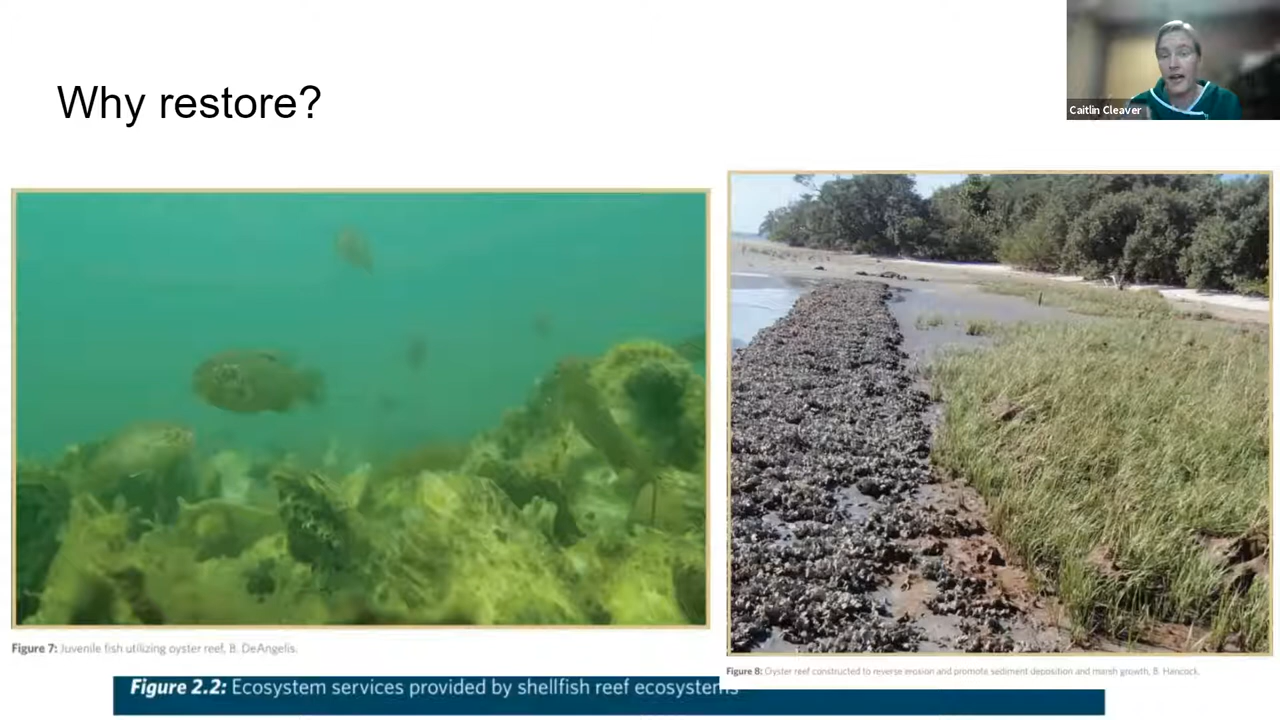 Why restore?
Caitlin Cleaver
Figure 7: Juvenile fish utilizing oyster reef, B. DeAngelis.
Figure 8: Oyster reef constructed to reverse erosion and promote sediment deposition and marsh growth, B. Hancock.
Figure 2.2: Ecosystem services provided by shellfish reef ecosystems